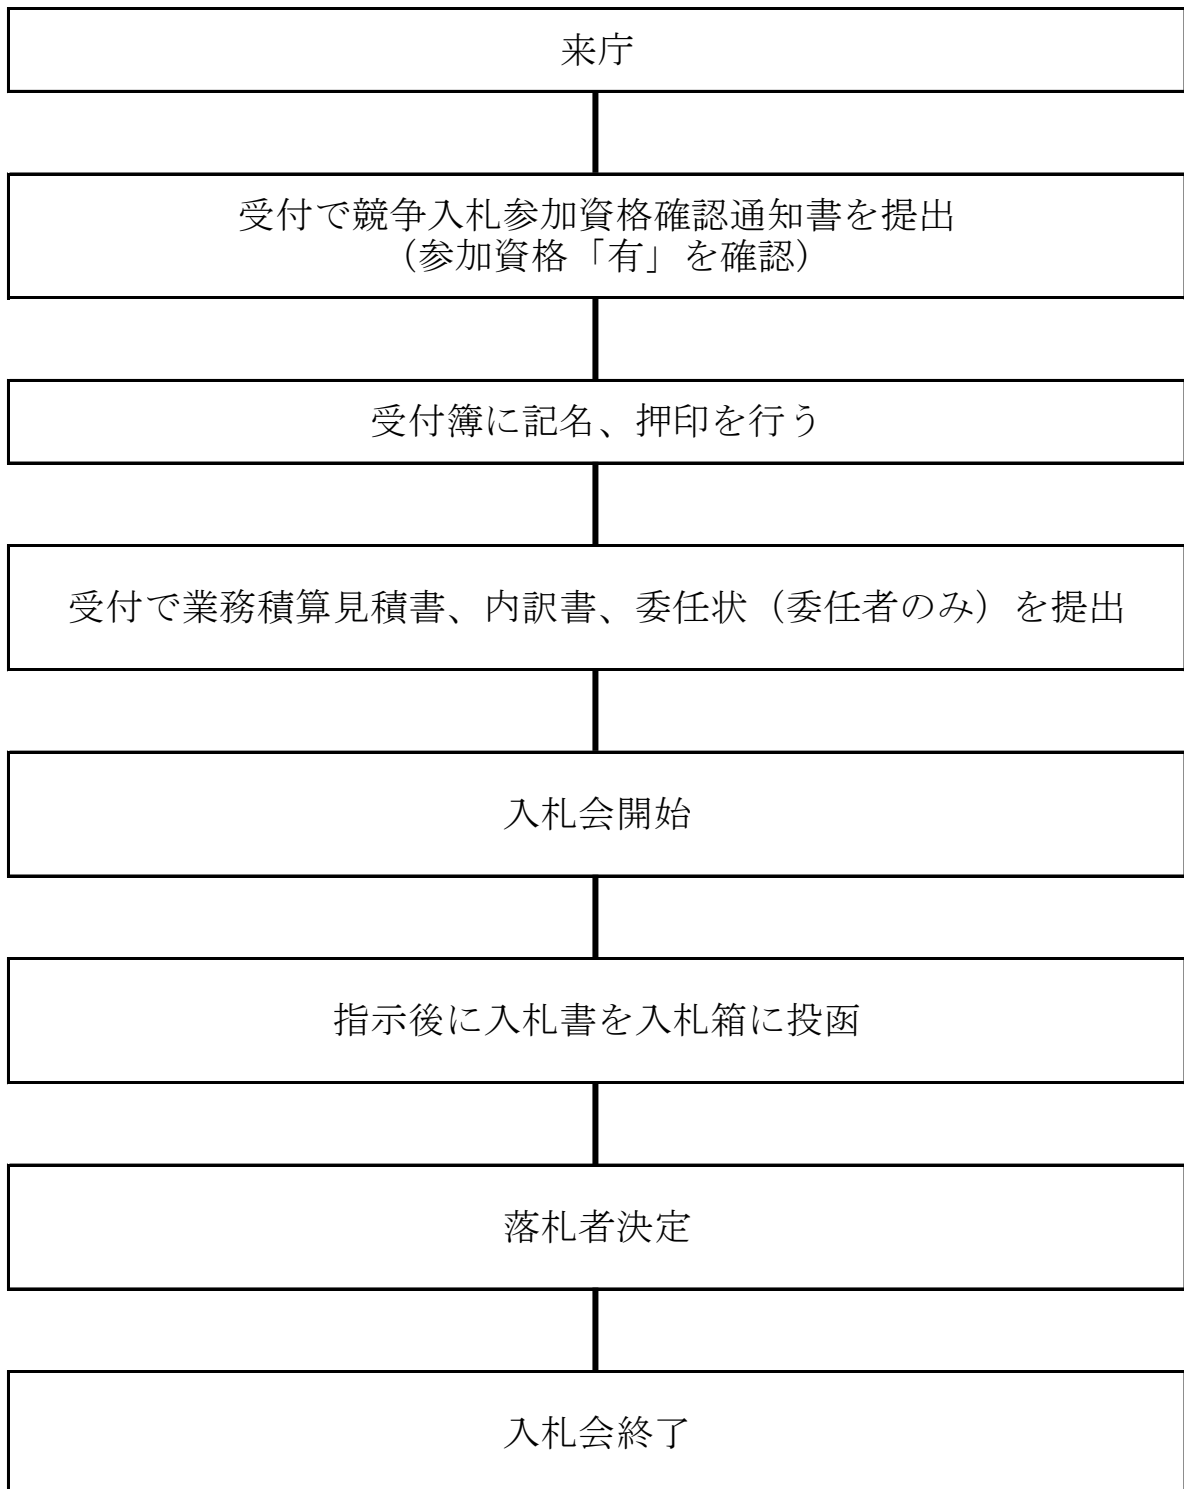 来庁
受付で競争入札参加資格確認通知書を提出
（参加資格「有」を確認）
受付簿に記名、押印を行う
受付で業務積算見積書、内訳書、委任状（委任者のみ）を提出
入札会開始
指示後に入札書を入札箱に投函
落札者決定
入札会終了